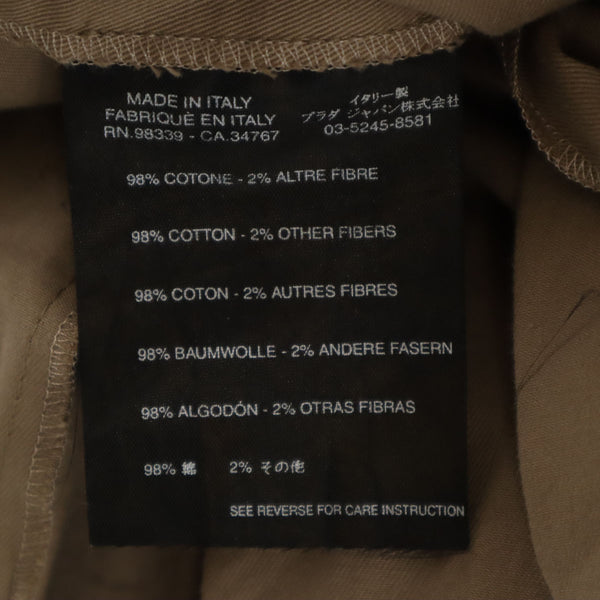 MADE IN ITALY
FABRIQUÉ EN ITALY
RN.98339 - CA.34767
イタリー製
プラダ ジャパン株式会社
03-5245-8581
98% COTONE - 2% ALTRE FIBRE
98% COTTON - 2% OTHER FIBERS
98% COTON - 2% AUTRES FIBRES
98% BAUMWOLLE - 2% ANDERE FASERN
98% ALGODÓN - 2% OTRAS FIBRAS
98% 綿 2% その他
SEE REVERSE FOR CARE INSTRUCTION